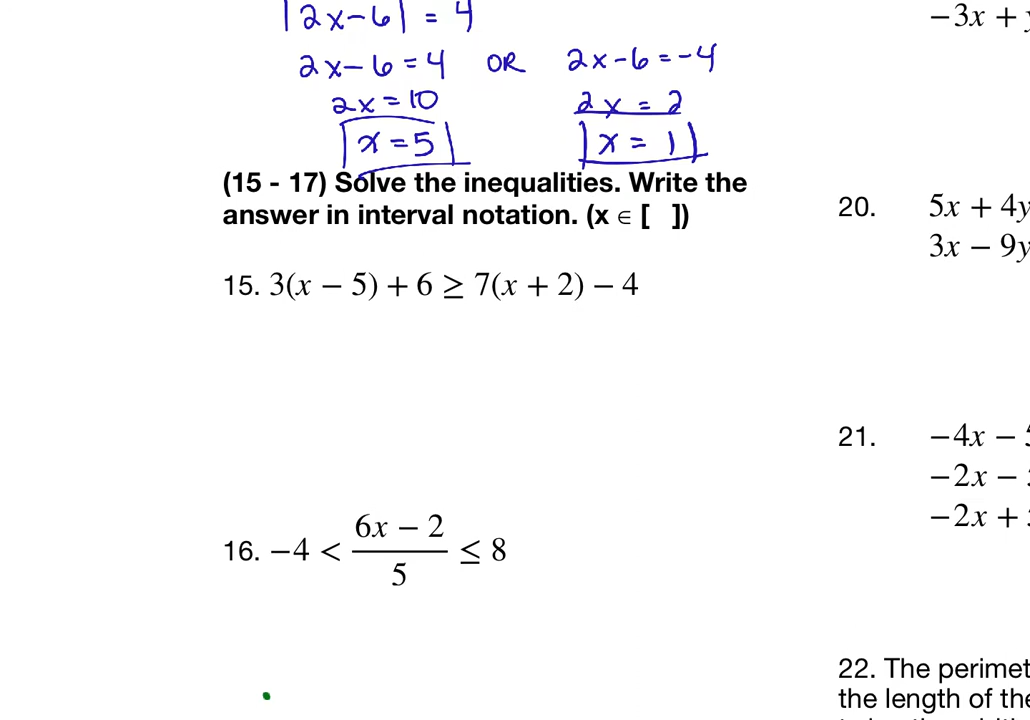 |2x-6| = 4
2x-6=4 OR 2x-6=-4
2x=10 2x=2
x=5 x=1
(15 - 17) Solve the inequalities. Write the
answer in interval notation. (x ∈ [ ])
15. 3(x − 5) + 6 ≥ 7(x + 2) − 4
16. −4 < (6x − 2)/5 ≤ 8
−3x +
20. 5x + 4y
3x − 9y
21. −4x −
−2x −
−2x +
22. The perimet
the length of the